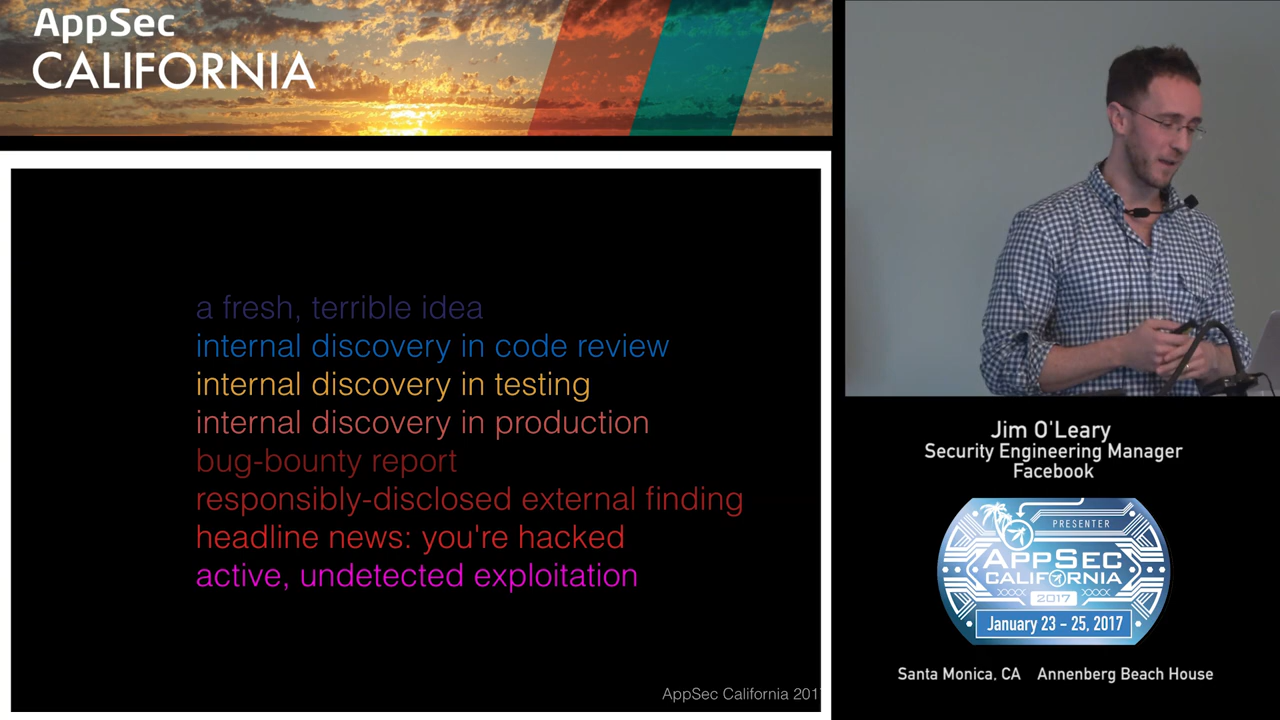 AppSec
CALIFORNIA
a fresh, terrible idea
internal discovery in code review
internal discovery in testing
internal discovery in production
bug-bounty report
responsibly-disclosed external finding
headline news: you're hacked
active, undetected exploitation
AppSec California 201
Jim O'Leary
Security Engineering Manager
Facebook
PRESENTER
APPSEC
CALIFORNIA
XXXX XXXX
2017
January 23 - 25, 2017
Santa Monica, CA Annenberg Beach House